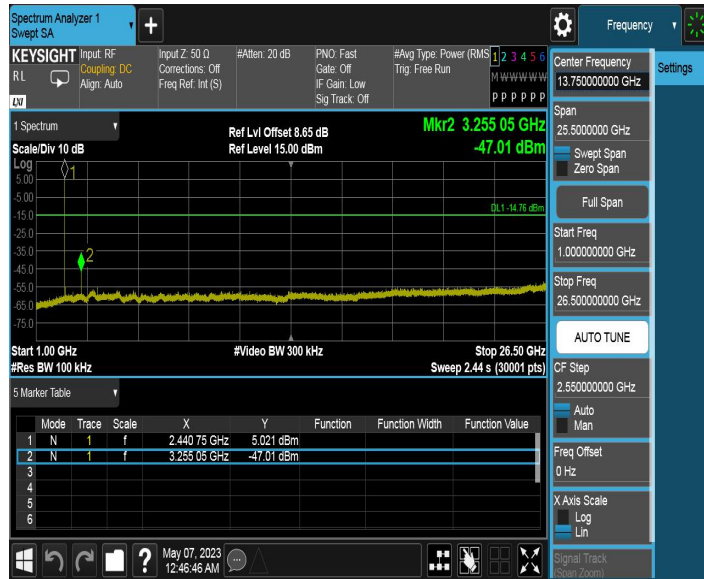 Spectrum Analyzer 1
Swept SA
+
Frequency
KEYSIGHT
RL
LXI
Input: RF
Coupling: DC
Align: Auto
Input Z: 50 Ω
Corrections: Off
Freq Ref: Int (S)
#Atten: 20 dB
PNO: Fast
Gate: Off
IF Gain: Low
Sig Track: Off
#Avg Type: Power (RMS
Trig: Free Run
1 2 3 4 5 6
M W W W W W
P P P P P P
1 Spectrum
Scale/Div 10 dB
Ref Lvl Offset 8.65 dB
Ref Level 15.00 dBm
Mkr2 3.255 05 GHz
-47.01 dBm
Log
5.00
-5.00
-15.0
-25.0
-35.0
-45.0
-55.0
-65.0
-75.0
1
2
DL1 -14.76 dBm
Start 1.00 GHz
#Res BW 100 kHz
#Video BW 300 kHz
Stop 26.50 GHz
Sweep 2.44 s (30001 pts)
5 Marker Table
Mode Trace Scale X Y Function Function Width Function Value
1 N 1 f 2.440 75 GHz 5.021 dBm
2 N 1 f 3.255 05 GHz -47.01 dBm
3
4
5
6
?
May 07, 2023
12:46:46 AM
Center Frequency
13.750000000 GHz
Settings
Span
25.5000000 GHz
Swept Span
Zero Span
Full Span
Start Freq
1.000000000 GHz
Stop Freq
26.500000000 GHz
AUTO TUNE
CF Step
2.550000000 GHz
Auto
Man
Freq Offset
0 Hz
X Axis Scale
Log
Lin
Signal Track
(Span Zoom)